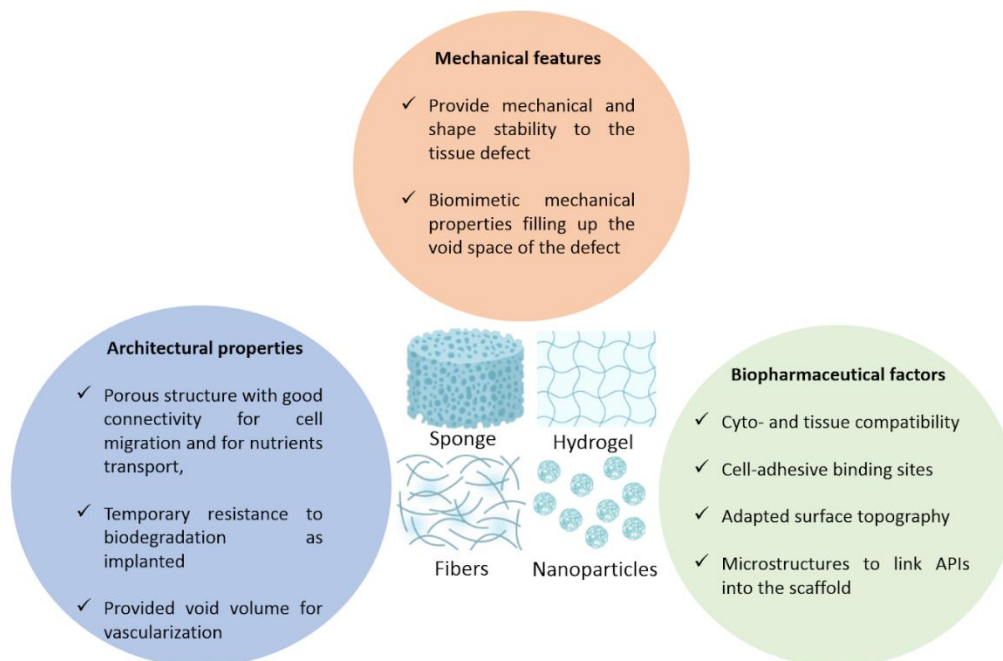 Mechanical features
✓ Provide mechanical and
shape stability to the
tissue defect
✓ Biomimetic mechanical
properties filling up the
void space of the defect
Architectural properties
✓ Porous structure with good
connectivity for cell
migration and for nutrients
transport,
✓ Temporary resistance to
biodegradation as
implanted
✓ Provided void volume for
vascularization
Sponge
Hydrogel
Fibers
Nanoparticles
Biopharmaceutical factors
✓ Cyto- and tissue compatibility
✓ Cell-adhesive binding sites
✓ Adapted surface topography
✓ Microstructures to link APIs
into the scaffold